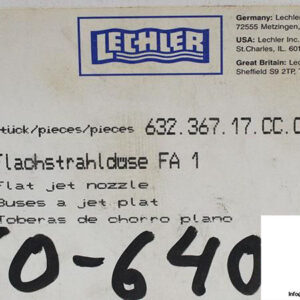 LECHLER
Germany: Lechler
72555 Metzingen,
USA: Lechler Inc.
St.Charles, IL. 601
Great Britain: Lec
Sheffield S9 2TP,
tück/pieces/pieces 632.367.17.CC.
Flachstrahldüse FA 1
Flat jet nozzle
Buses a jet plat
Toberas de chorro plano
0-640